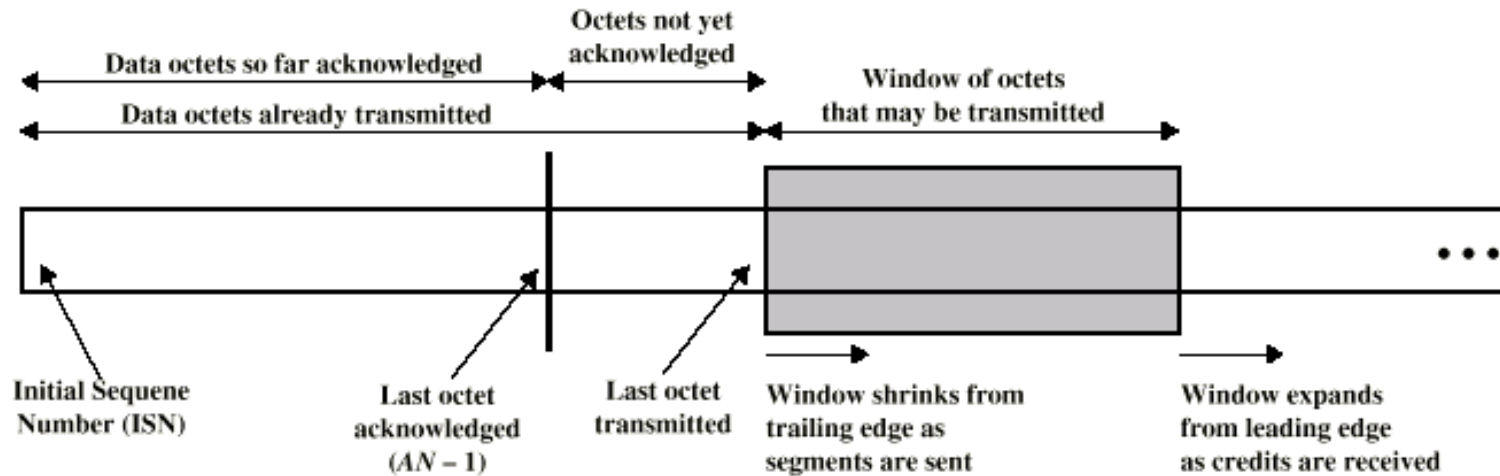 Octets not yet
acknowledged
Data octets so far acknowledged
Window of octets
that may be transmitted
Data octets already transmitted
Initial Sequene
Number (ISN)
Last octet
acknowledged
(AN – 1)
Last octet
transmitted
Window shrinks from
trailing edge as
segments are sent
Window expands
from leading edge
as credits are received